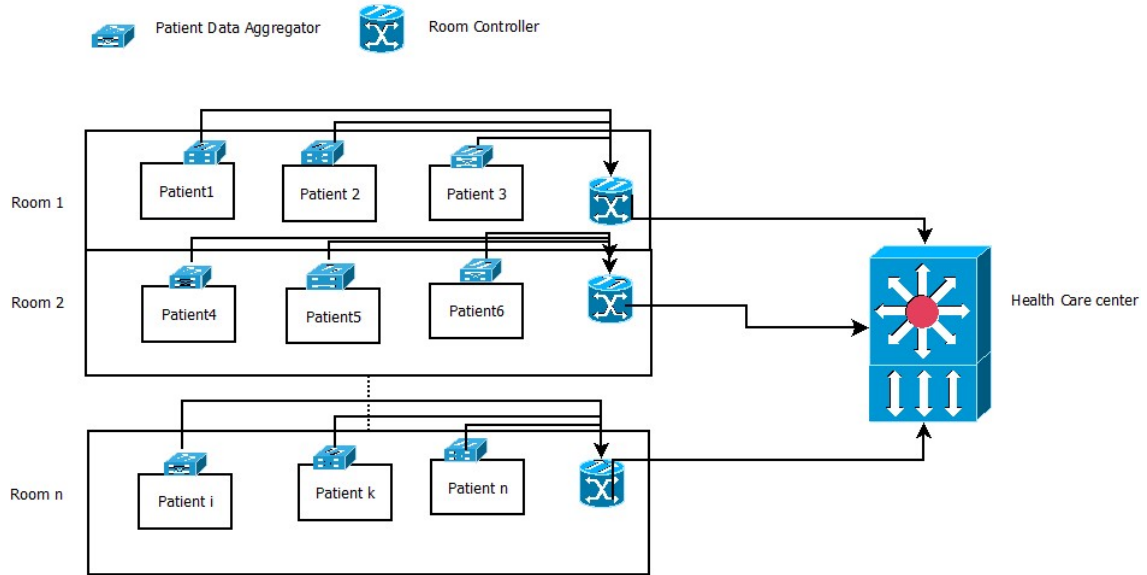 Patient Data Aggregator
Room Controller
Room 1
Patient1
Patient 2
Patient 3
Room 2
Patient4
Patient5
Patient6
Health Care center
Room n
Patient i
Patient k
Patient n